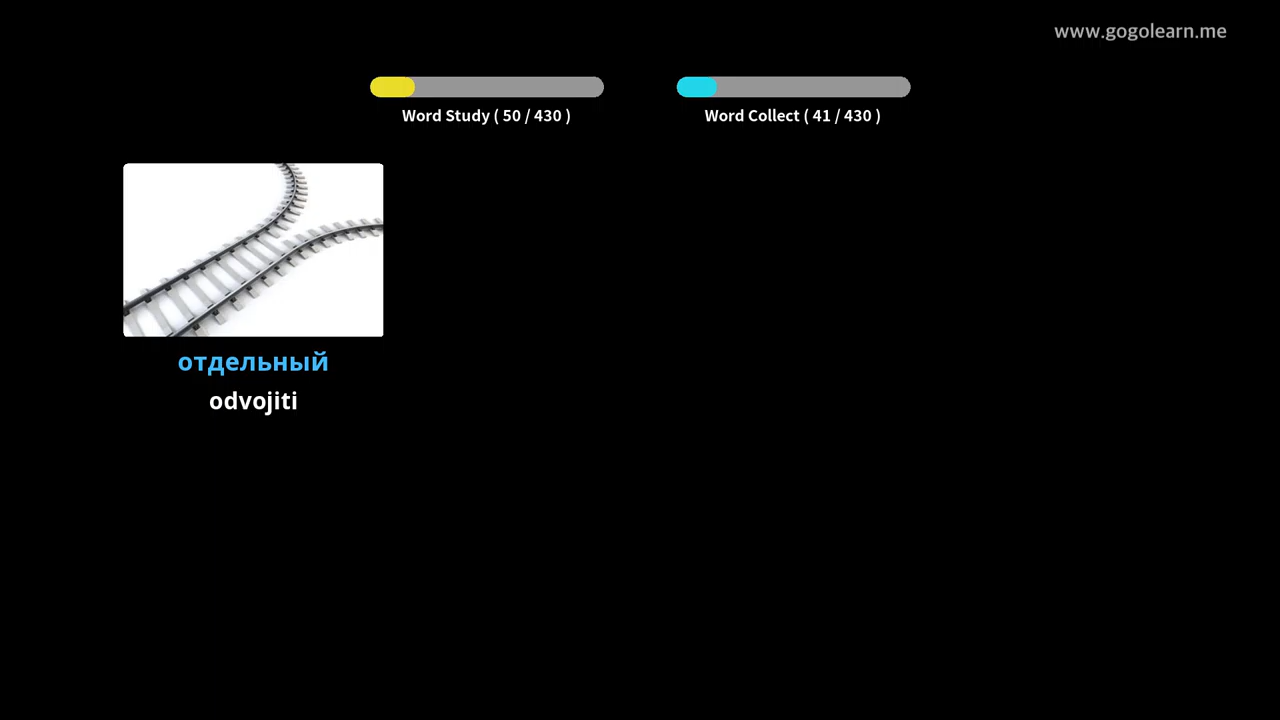 www.gogolearn.me
Word Study ( 50 / 430 )
Word Collect ( 41 / 430 )
отдельный
odvojiti